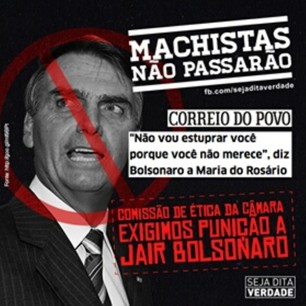 MACHISTAS
NÃO PASSARÃO
fb.com/sejaditaverdade
CORREIO DO POVO
"Não vou estuprar você
porque você não merece", diz
Bolsonaro a Maria do Rosário
COMISSÃO DE ÉTICA DA CÂMARA
EXIGIMOS PUNIÇÃO A
JAIR BOLSONARO
SEJA DITA
VERDADE